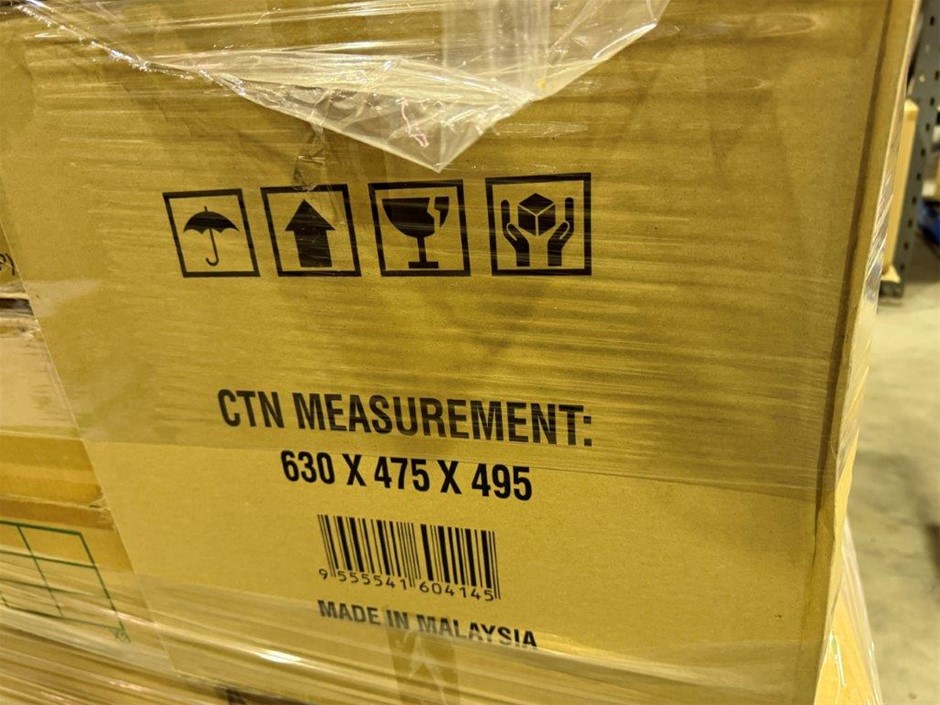 CTN MEASUREMENT:
630 X 475 X 495
9 555541 604145
MADE IN MALAYSIA